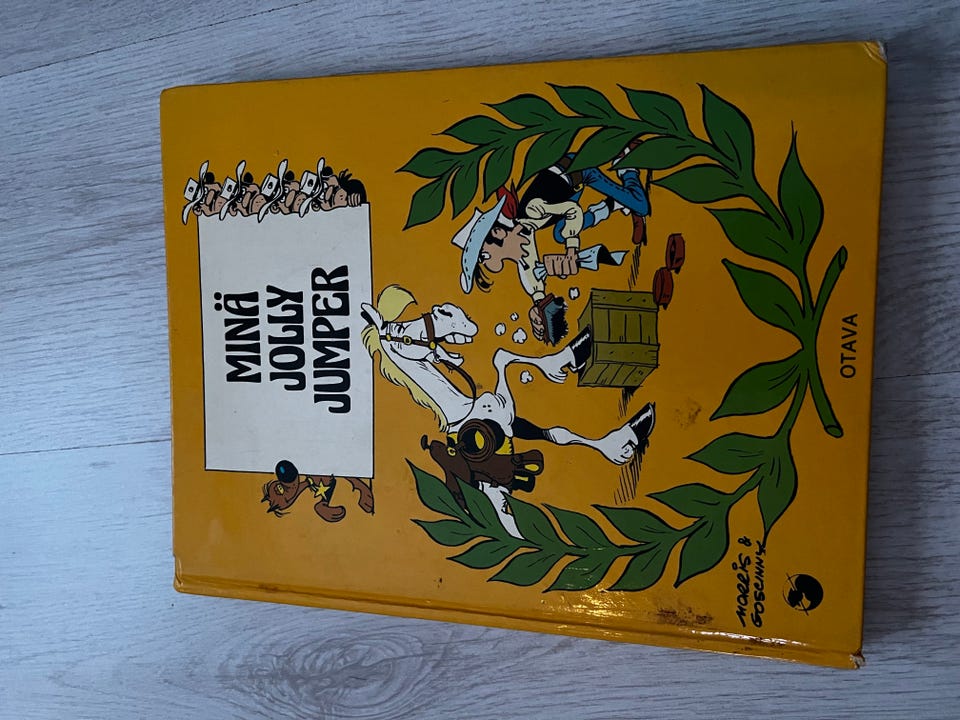 MINÄ
JOLLY
JUMPER
MORRIS &
GOSCINNY
OTAVA